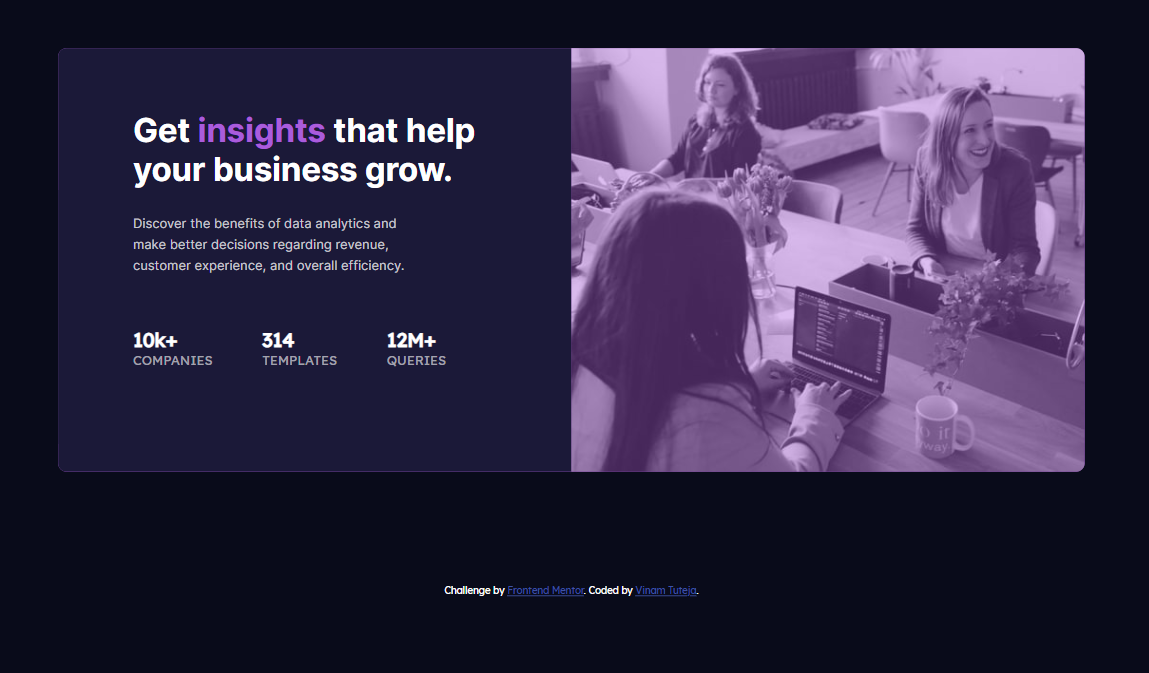 Get insights that help
your business grow.
Discover the benefits of data analytics and
make better decisions regarding revenue,
customer experience, and overall efficiency.
10k+ 314 12M+
COMPANIES TEMPLATES QUERIES
it
way
Challenge by Frontend Mentor. Coded by Vinam Tuteja.